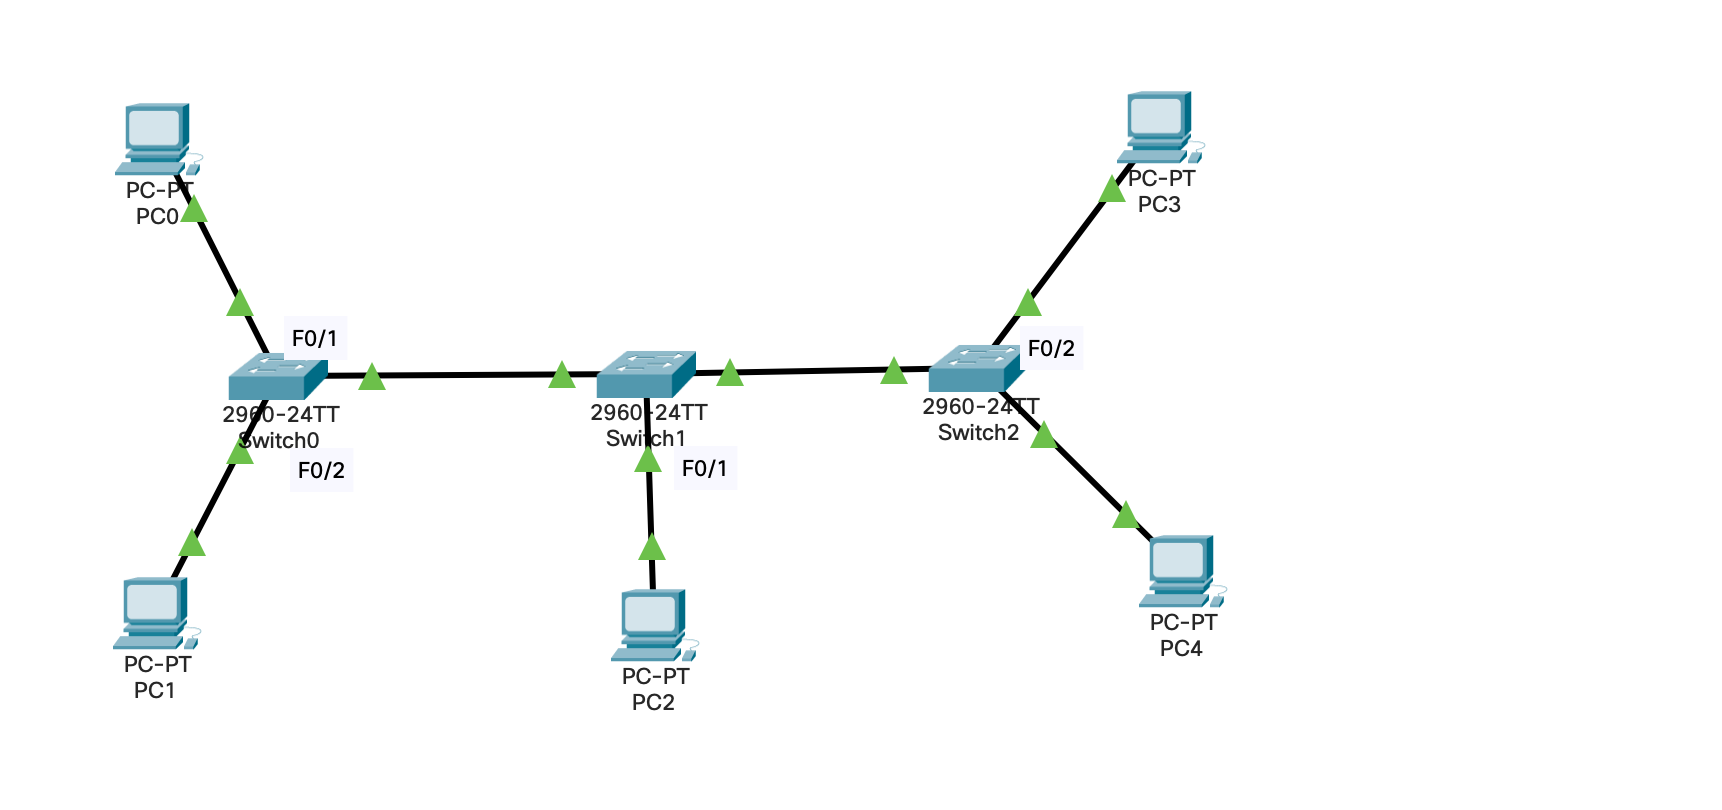 PC-PT
PC0
PC-PT
PC3
F0/1
F0/2
2960-24TT
Switch0
2960-24TT
Switch1
2960-24TT
Switch2
F0/2
F0/1
PC-PT
PC1
PC-PT
PC2
PC-PT
PC4